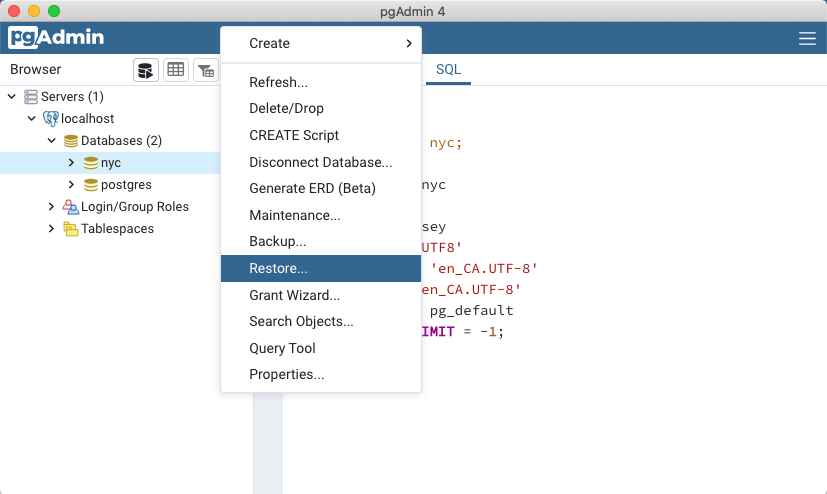 pgAdmin 4
pgAdmin
Browser
SQL
Servers (1)
localhost
Databases (2)
nyc
postgres
Login/Group Roles
Tablespaces
Create
Refresh...
Delete/Drop
CREATE Script
Disconnect Database...
Generate ERD (Beta)
Maintenance...
Backup...
Restore...
Grant Wizard...
Search Objects...
Query Tool
Properties...
nyc;
nyc
sey
UTF8'
'en_CA.UTF-8'
en_CA.UTF-8'
pg_default
IMIT = -1;